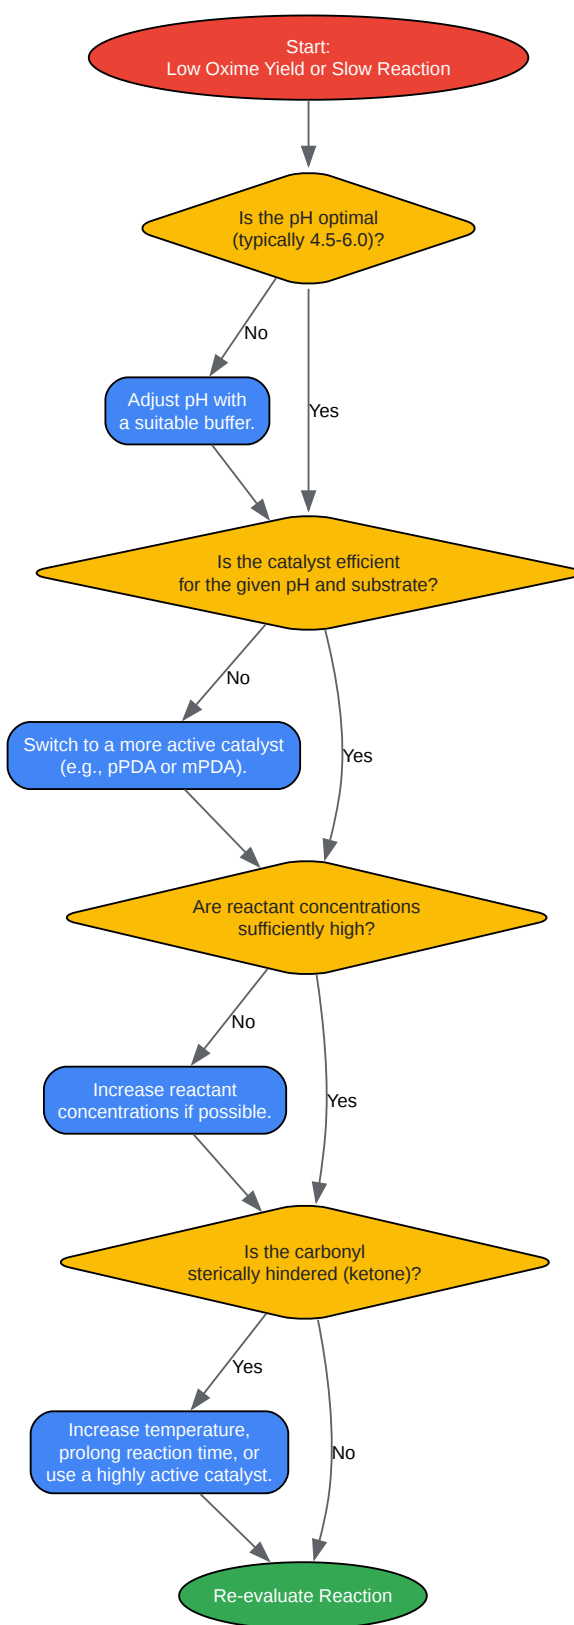 Start:
Low Oxime Yield or Slow Reaction
Is the pH optimal
(typically 4.5-6.0)?
No
Adjust pH with
a suitable buffer.
Yes
Is the catalyst efficient
for the given pH and substrate?
No
Switch to a more active catalyst
(e.g., pPDA or mPDA).
Yes
Are reactant concentrations
sufficiently high?
No
Increase reactant
concentrations if possible.
Yes
Is the carbonyl
sterically hindered (ketone)?
Yes
Increase temperature,
prolong reaction time, or
use a highly active catalyst.
No
Re-evaluate Reaction